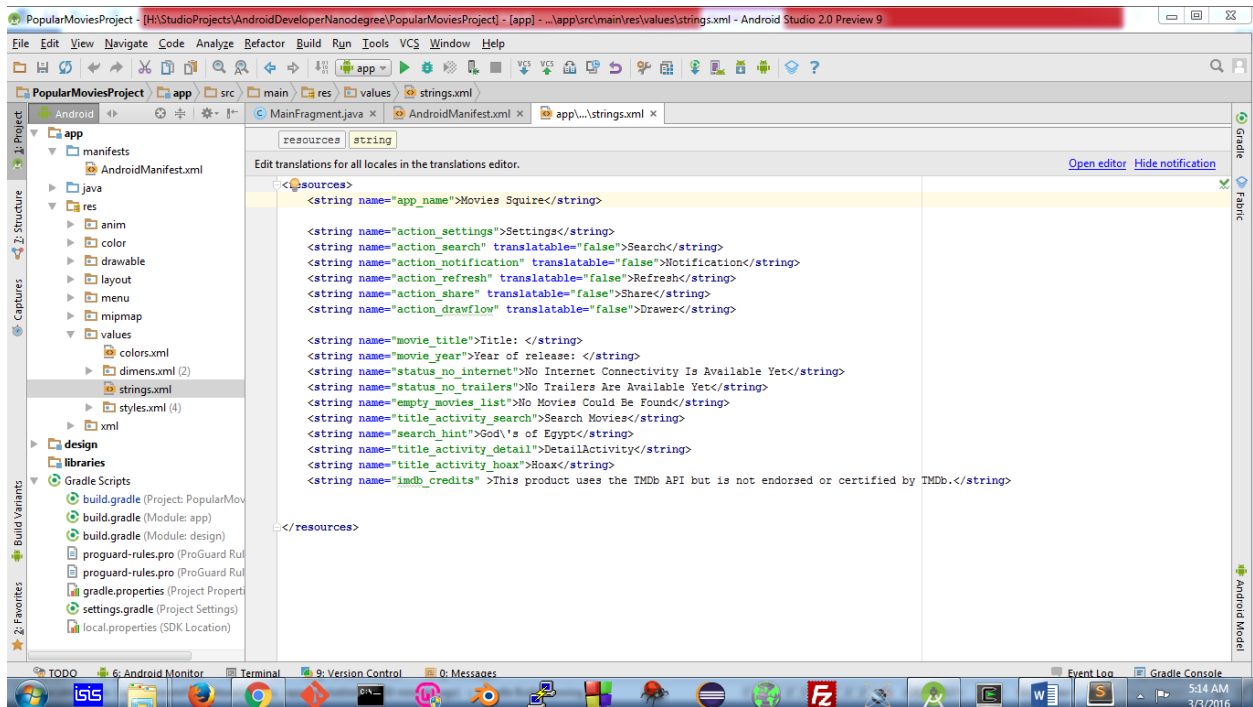 PopularMoviesProject - [H:\StudioProjects\AndroidDeveloperNanodegree\PopularMoviesProject] - [app] - ...\app\src\main\res\values\strings.xml - Android Studio 2.0 Preview 9
File Edit View Navigate Code Analyze Refactor Build Run Tools VCS Window Help
app
VCS VCS
PopularMoviesProject app src main res values strings.xml
Android
MainFragment.java AndroidManifest.xml app\...\strings.xml
1: Project
Z: Structure
Captures
Build Variants
2: Favorites
app
manifests
AndroidManifest.xml
java
res
anim
color
drawable
layout
menu
mipmap
values
colors.xml
dimens.xml (2)
strings.xml
styles.xml (4)
xml
design
libraries
Gradle Scripts
build.gradle (Project: PopularMov
build.gradle (Module: app)
build.gradle (Module: design)
proguard-rules.pro (ProGuard Rul
proguard-rules.pro (ProGuard Rul
gradle.properties (Project Properti
settings.gradle (Project Settings)
local.properties (SDK Location)
resources string
Edit translations for all locales in the translations editor. Open editor Hide notification
<resources>
<string name="app_name">Movies Squire</string>
<string name="action_settings">Settings</string>
<string name="action_search" translatable="false">Search</string>
<string name="action_notification" translatable="false">Notification</string>
<string name="action_refresh" translatable="false">Refresh</string>
<string name="action_share" translatable="false">Share</string>
<string name="action_drawflow" translatable="false">Drawer</string>
<string name="movie_title">Title: </string>
<string name="movie_year">Year of release: </string>
<string name="status_no_internet">No Internet Connectivity Is Available Yet</string>
<string name="status_no_trailers">No Trailers Are Available Yet</string>
<string name="empty_movies_list">No Movies Could Be Found</string>
<string name="title_activity_search">Search Movies</string>
<string name="search_hint">God\'s of Egypt</string>
<string name="title_activity_detail">DetailActivity</string>
<string name="title_activity_hoax">Hoax</string>
<string name="imdb_credits" >This product uses the TMDb API but is not endorsed or certified by TMDb.</string>
</resources>
Gradle
Fabric
Android Model
TODO 6: Android Monitor Terminal 9: Version Control 0: Messages Event Log Gradle Console
isis
5:14 AM
3/3/2016